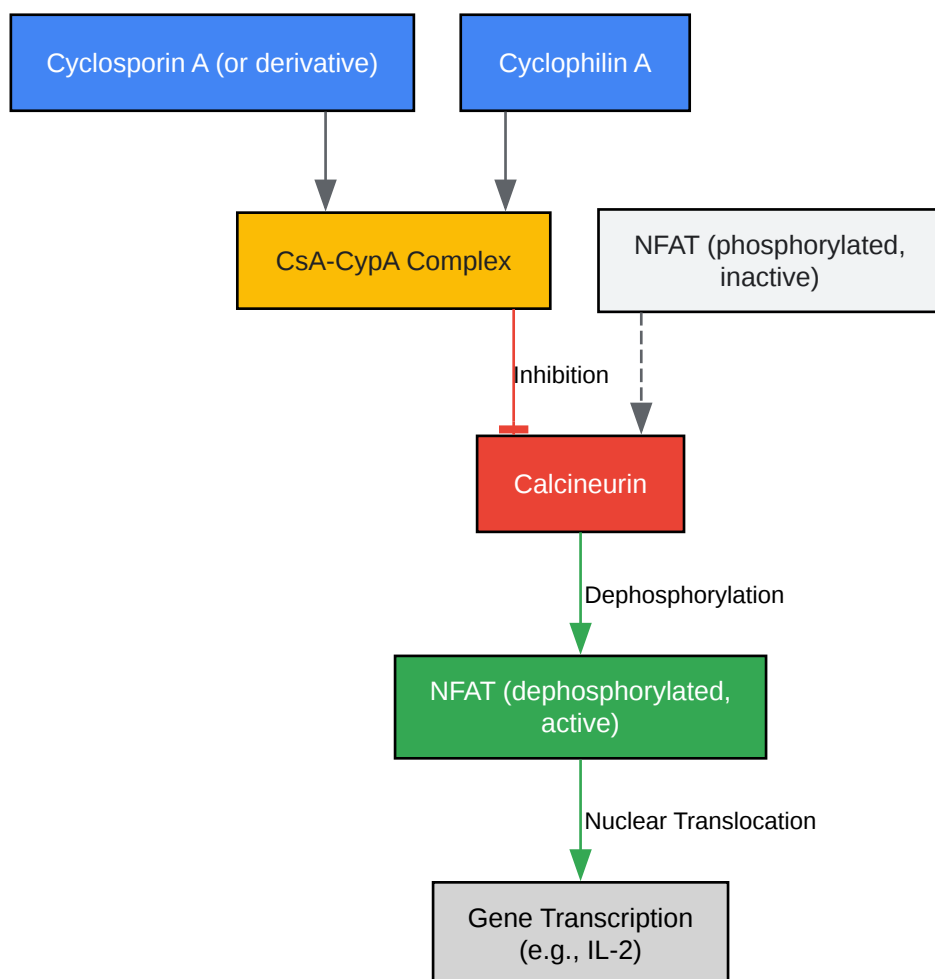 Cyclosporin A (or derivative)
Cyclophilin A
CsA-CypA Complex
NFAT (phosphorylated,
inactive)
Inhibition
Calcineurin
Dephosphorylation
NFAT (dephosphorylated,
active)
Nuclear Translocation
Gene Transcription
(e.g., IL-2)